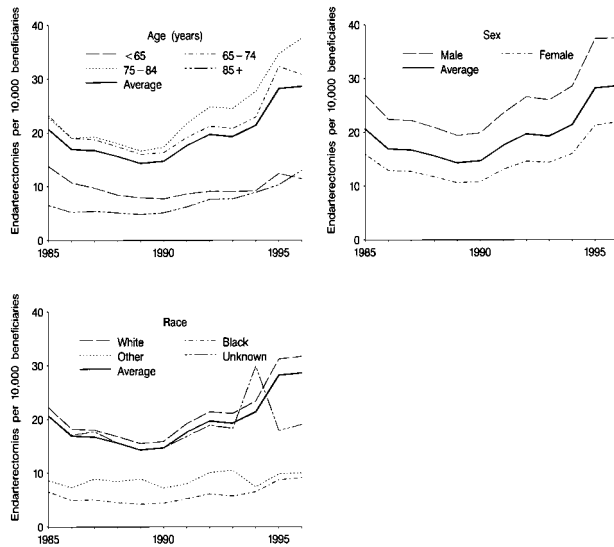 Age (years)
<65 65-74
75-84 85+
Average
Endarterectomies per 10,000 beneficiaries
40
30
20
10
0
1985 1990 1995
Sex
Male Female
Average
Endarterectomies per 10,000 beneficiaries
40
30
20
10
0
1985 1990 1995
Race
White Black
Other Unknown
Average
Endarterectomies per 10,000 beneficiaries
40
30
20
10
0
1985 1990 1995